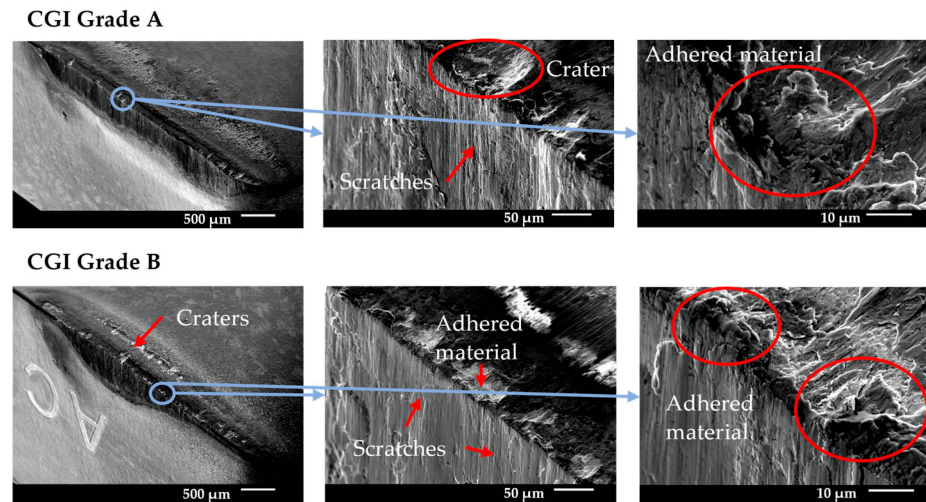 CGI Grade A
500 µm
Crater
Scratches
50 µm
Adhered material
10 µm
CGI Grade B
Craters
500 µm
Adhered
material
Scratches
50 µm
Adhered
material
10 µm